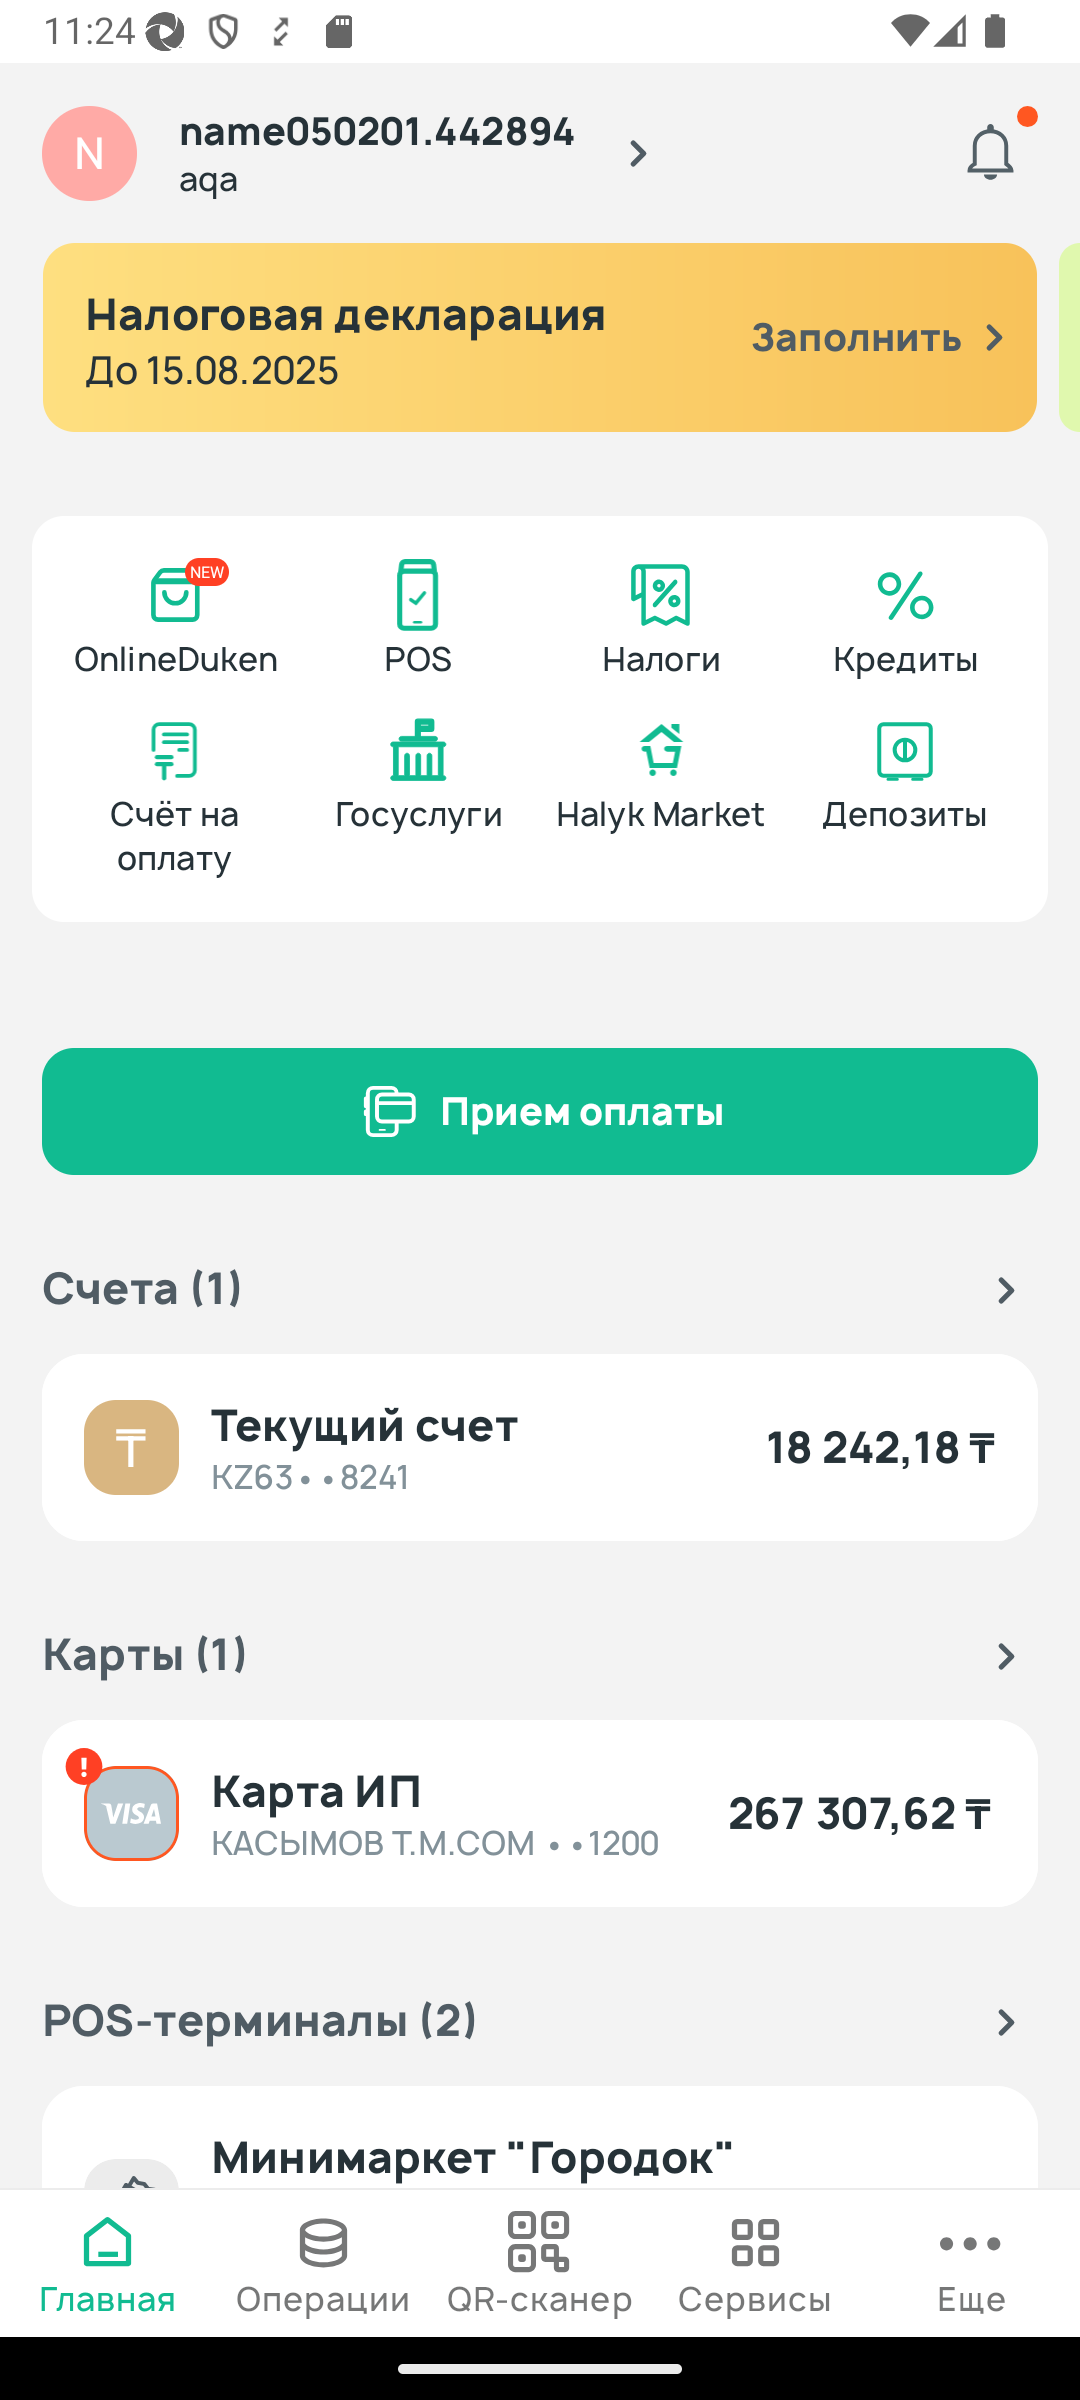 11:24
N
name050201.442894
aqa
Налоговая декларация
До 15.08.2025
Заполнить
NEW
OnlineDuken
POS
Налоги
Кредиты
Счёт на
оплату
Госуслуги
Halyk Market
Депозиты
Прием оплаты
Счета (1)
₸
Текущий счет
KZ63 • •8241
18 242,18 ₸
Карты (1)
!
VISA
Карта ИП
КАСЫМОВ Т.М.COM • •1200
267 307,62 ₸
POS-терминалы (2)
Минимаркет "Городок"
Главная
Операции
QR-сканер
Сервисы
Еще